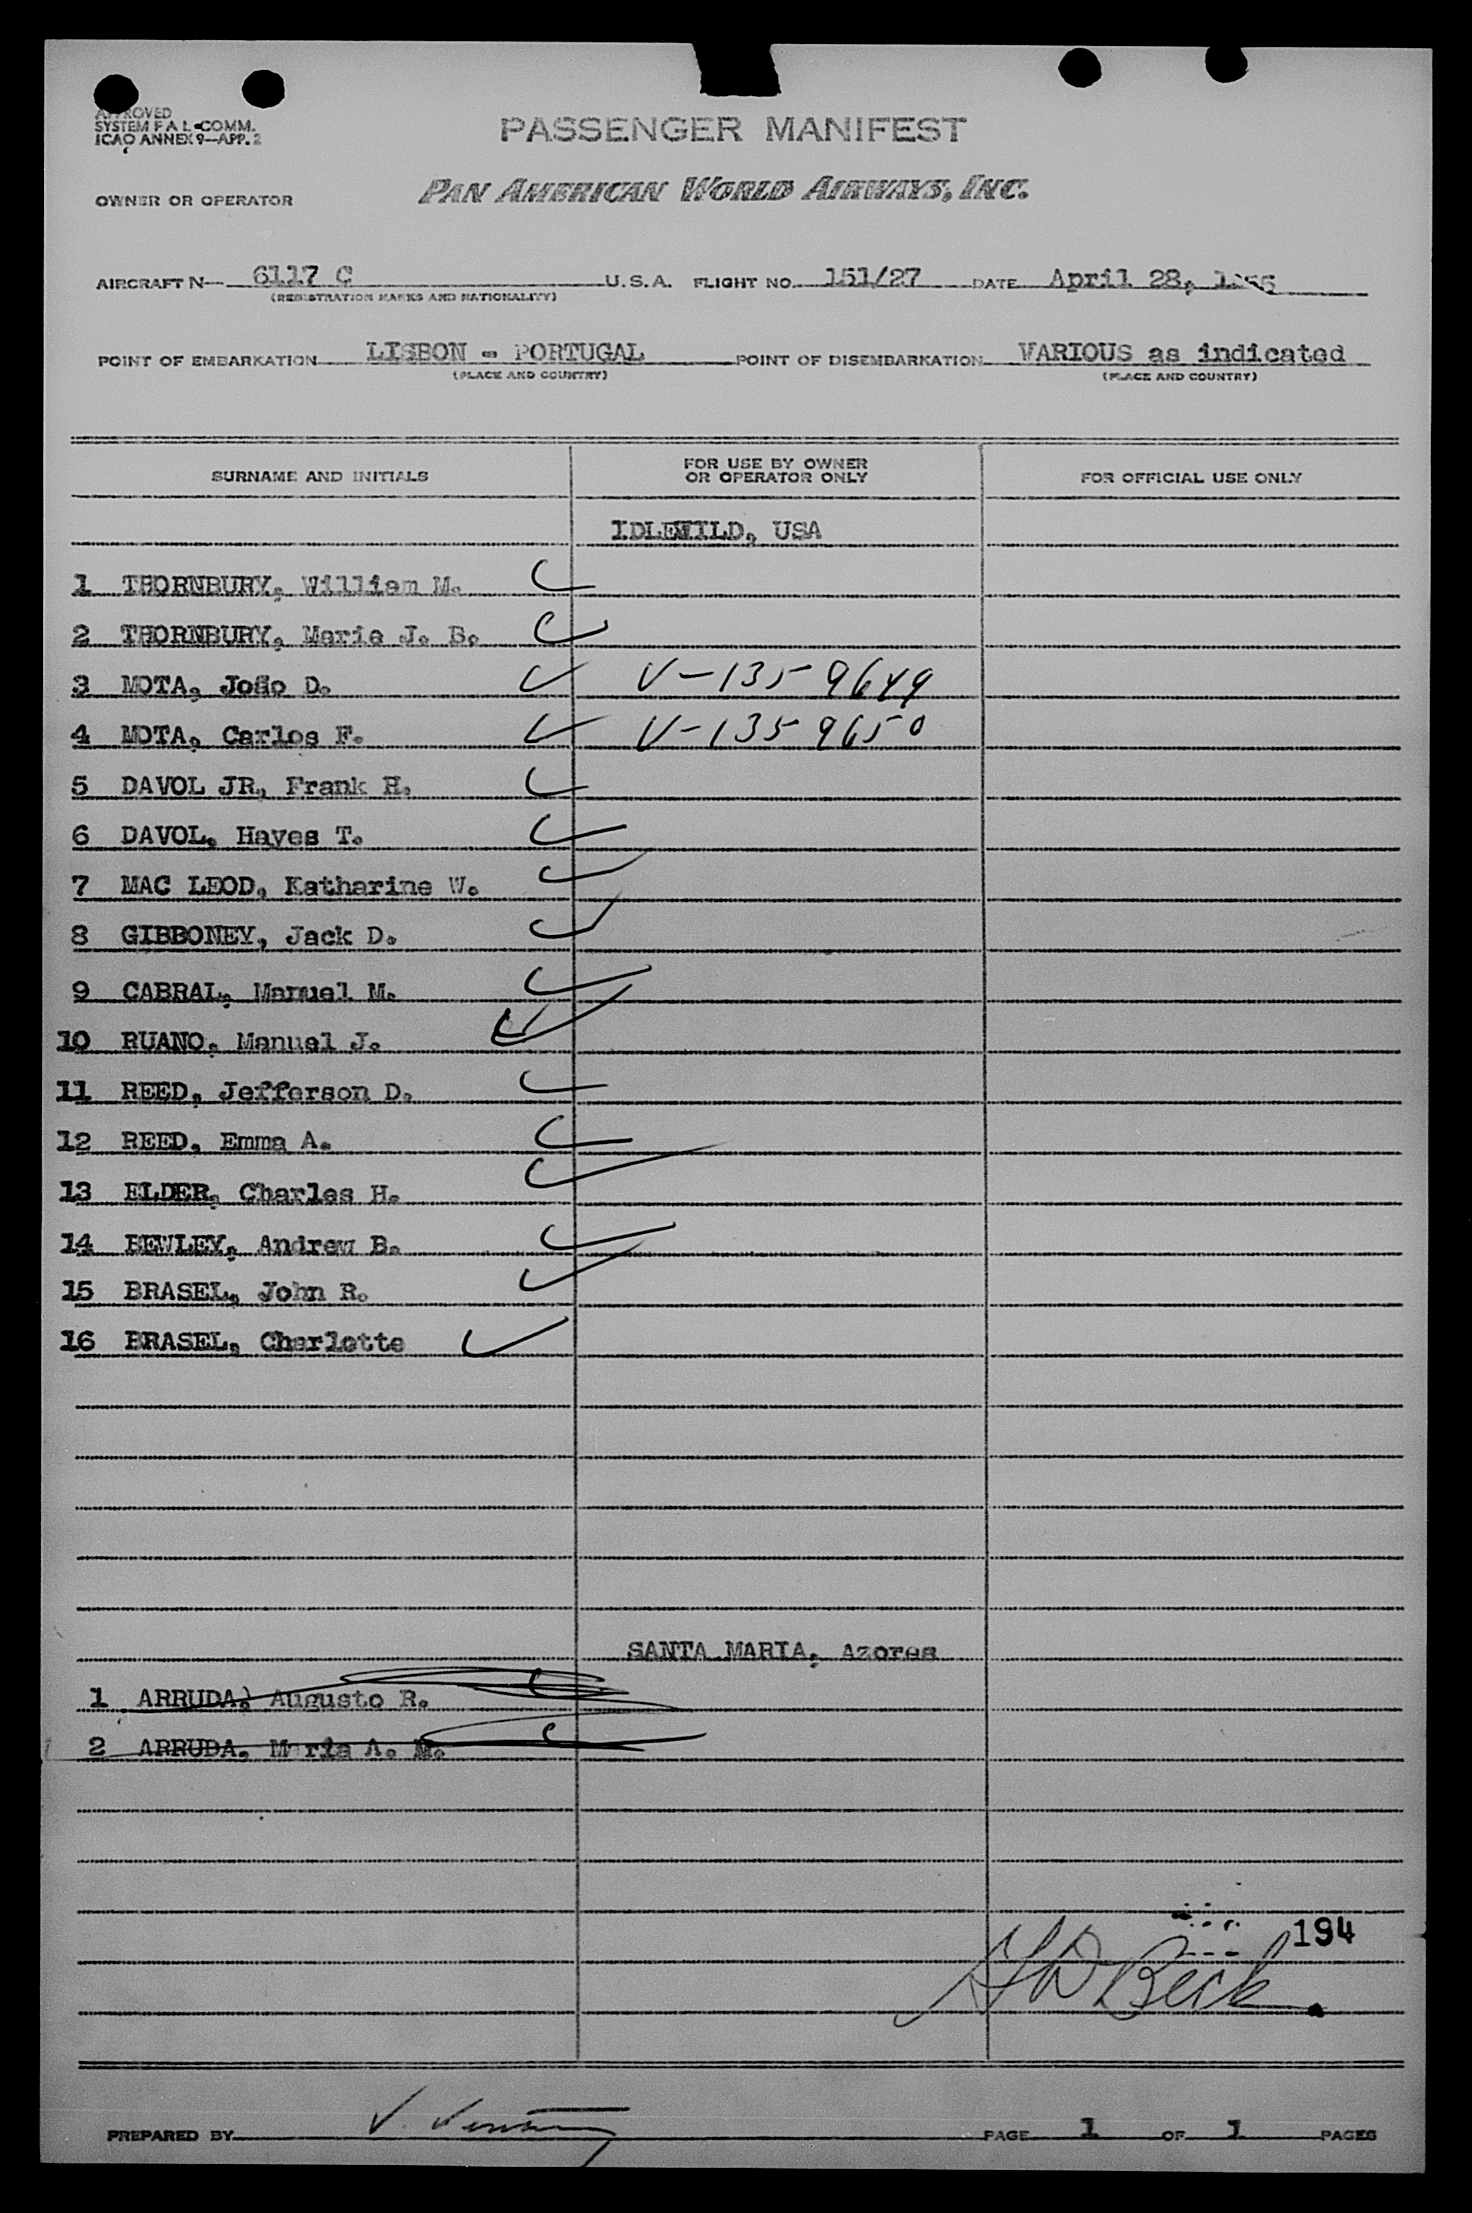 APPROVED
SYSTEM F A L-COMM.
ICAO ANNEX 9—APP. 2
PASSENGER MANIFEST
OWNER OR OPERATOR PAN AMERICAN WORLD AIRWAYS, INC.
AIRCRAFT N— 6117 C U.S.A. FLIGHT NO. 151/27 DATE April 28,
(REGISTRATION MARKS AND NATIONALITY)
POINT OF EMBARKATION LISBON - PORTUGAL POINT OF DISEMBARKATION VARIOUS as indicated
(PLACE AND COUNTRY) (PLACE AND COUNTRY)
SURNAME AND INITIALS FOR USE BY OWNER OR OPERATOR ONLY FOR OFFICIAL USE ONLY
IDLEWILD, USA
1 THORNBURY, William M.
2 THORNBURY, Marie J. B.
3 MOTA, João D. V-1359649
4 MOTA, Carlos F. V-1359650
5 DAVOL JR, Frank H.
6 DAVOL, Hayes T.
7 MAC LEOD, Katharine W.
8 GIBBONEY, Jack D.
9 CABRAL, Manuel M.
10 RUANO, Manuel J.
11 REED, Jefferson D.
12 REED, Emma A.
13 ELDER, Charles H.
14 BEWLEY, Andrew B.
15 BRASEL, John R.
16 BRASEL, Charlotte
SANTA MARIA, Azores
1 ARRUDA, Augusto R.
2 ARRUDA, Maria A. M.
194
Beck
PREPARED BY PAGE 1 OF 1 PAGES